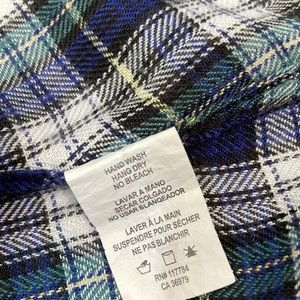 HAND WASH
HANG DRY
NO BLEACH
LAVAR A MANO
SECAR COLGADO
NO USAR BLANQEADOR
LAVER À LA MAIN
SUSPENDRE POUR SÉCHER
NE PAS BLANCHIR
RN# 117784
CA 36979